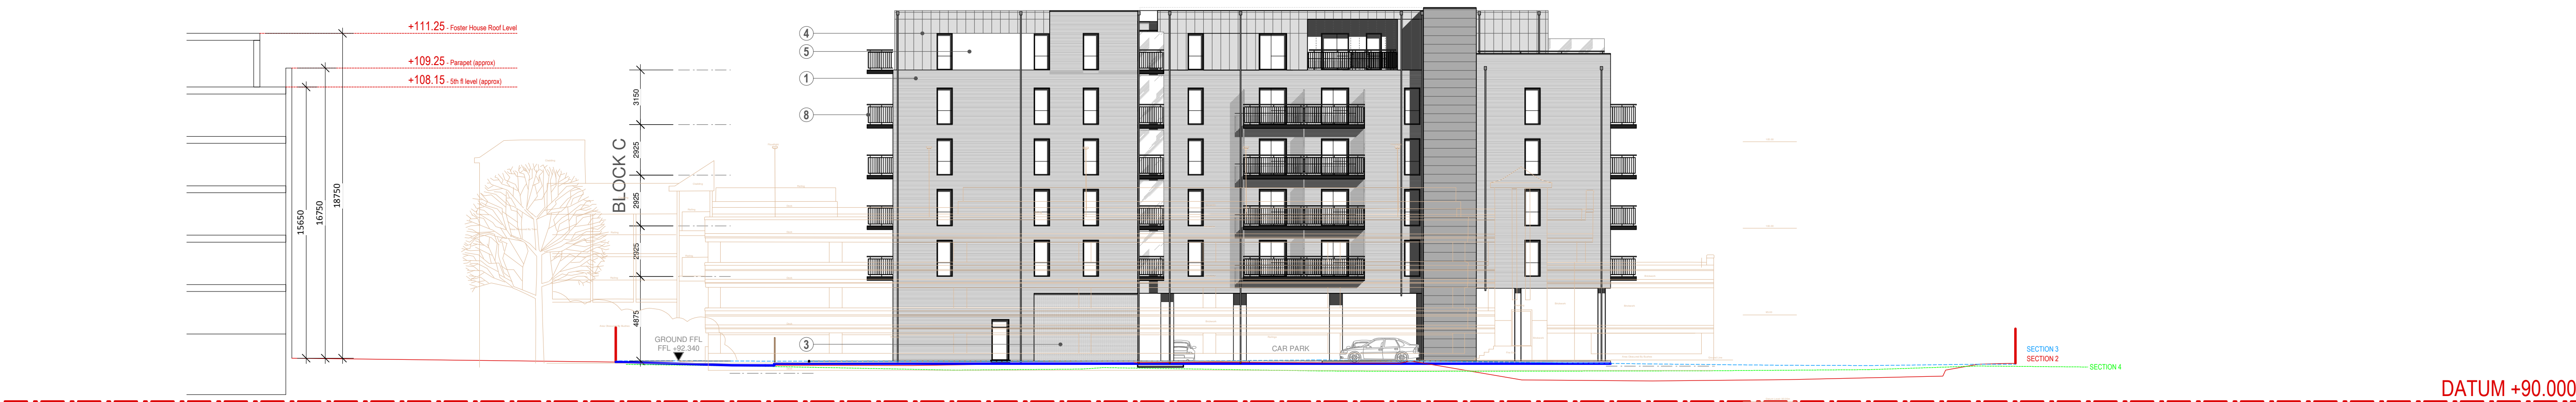 +111.25 - Foster House Roof Level
+109.25 - Parapet (approx)
+108.15 - 5th fl level (approx)
15650
16750
18750
BLOCK C
3150
2925
2925
2925
4875
GROUND FFL
FFL +92.340
4
5
1
8
3
CAR PARK
SECTION 3
SECTION 2
SECTION 4
DATUM +90.000